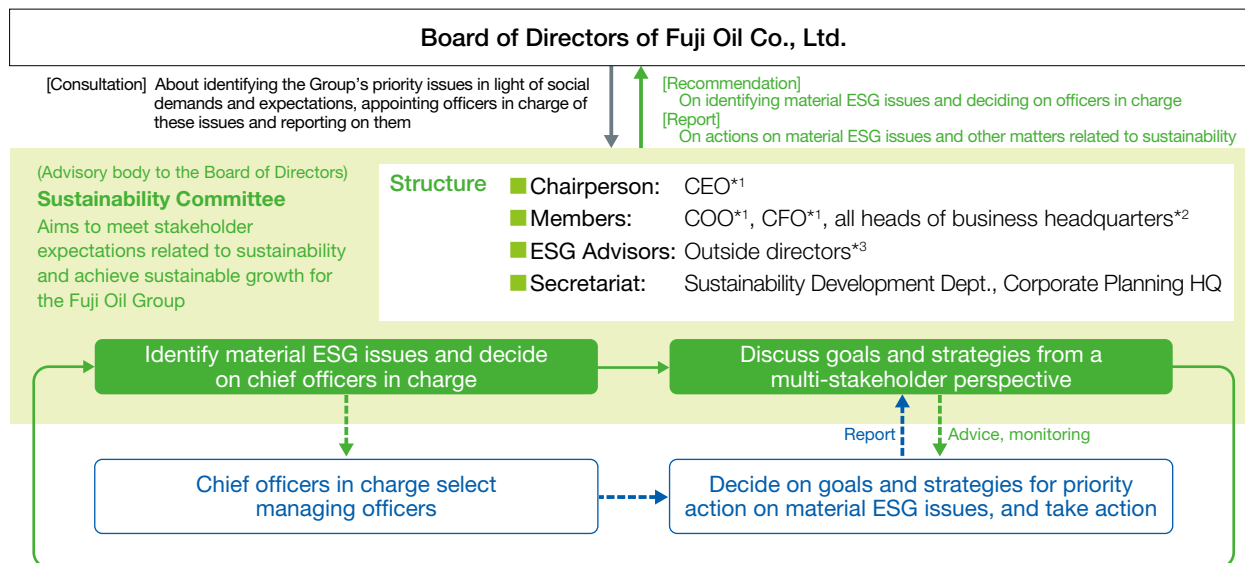 Board of Directors of Fuji Oil Co., Ltd.
[Consultation] About identifying the Group's priority issues in light of social
demands and expectations, appointing officers in charge of
these issues and reporting on them
[Recommendation]
On identifying material ESG issues and deciding on officers in charge
[Report]
On actions on material ESG issues and other matters related to sustainability
(Advisory body to the Board of Directors)
Sustainability Committee
Aims to meet stakeholder
expectations related to sustainability
and achieve sustainable growth for
the Fuji Oil Group
Structure
Chairperson: CEO*1
Members: COO*1, CFO*1, all heads of business headquarters*2
ESG Advisors: Outside directors*3
Secretariat: Sustainability Development Dept., Corporate Planning HQ
Identify material ESG issues and decide
on chief officers in charge
Discuss goals and strategies from a
multi-stakeholder perspective
Report
Advice, monitoring
Chief officers in charge select
managing officers
Decide on goals and strategies for priority
action on material ESG issues, and take action